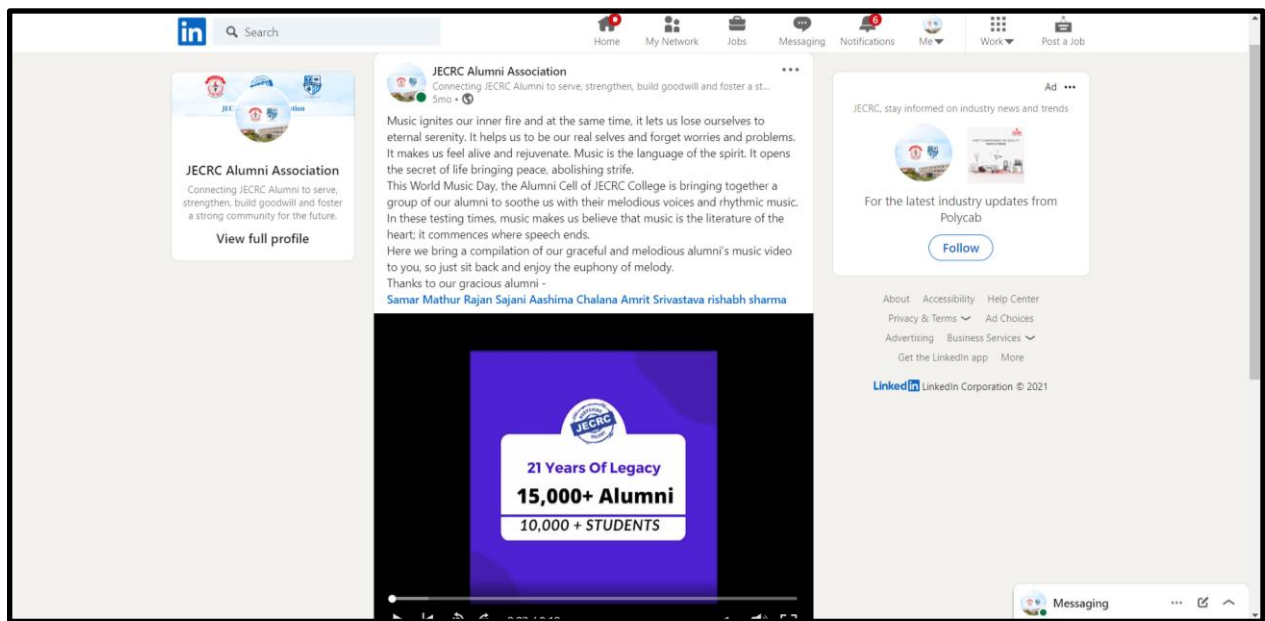 in
Search
Home
My Network
Jobs
Messaging
6
Notifications
Me
Work
Post a Job
JECRC Alumni Association
Connecting JECRC Alumni to serve,
strengthen, build goodwill and foster
a strong community for the future.
View full profile
JECRC Alumni Association
Connecting JECRC Alumni to serve, strengthen, build goodwill and foster a st...
5mo •
Music ignites our inner fire and at the same time, it lets us lose ourselves to
eternal serenity. It helps us to be our real selves and forget worries and problems.
It makes us feel alive and rejuvenate. Music is the language of the spirit. It opens
the secret of life bringing peace, abolishing strife.
This World Music Day, the Alumni Cell of JECRC College is bringing together a
group of our alumni to soothe us with their melodious voices and rhythmic music.
In these testing times, music makes us believe that music is the literature of the
heart; it commences where speech ends.
Here we bring a compilation of our graceful and melodious alumni's music video
to you, so just sit back and enjoy the euphony of melody.
Thanks to our gracious alumni -
Samar Mathur Rajan Sajani Aashima Chalana Amrit Srivastava rishabh sharma
JECRC
21 Years Of Legacy
15,000+ Alumni
10,000 + STUDENTS
Ad
JECRC, stay informed on industry news and trends
For the latest industry updates from
Polycab
Follow
About Accessibility Help Center
Privacy & Terms Ad Choices
Advertising Business Services
Get the LinkedIn app More
LinkedIn LinkedIn Corporation © 2021
Messaging